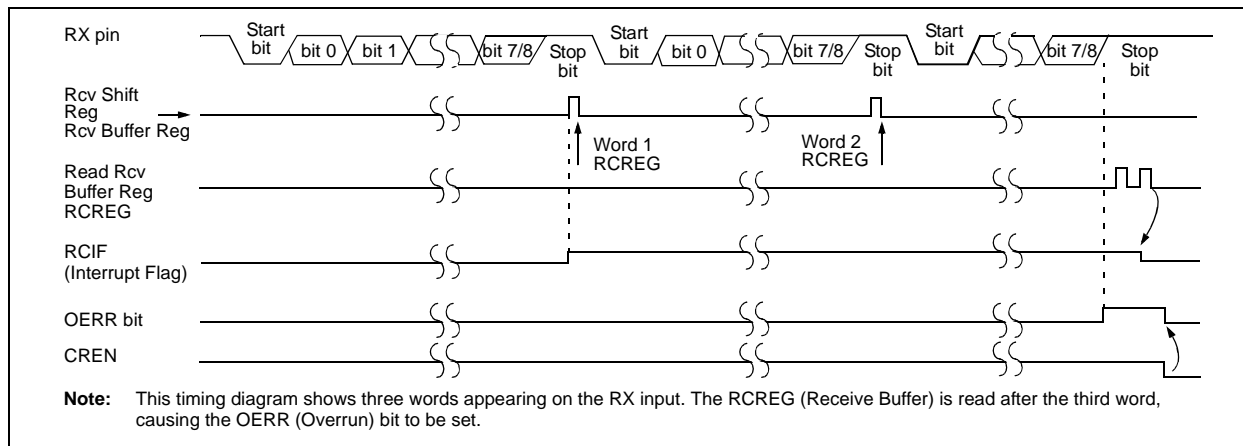 RX pin
Start
bit
bit 0
bit 1
bit 7/8
Stop
bit
Start
bit
bit 0
bit 7/8
Stop
bit
Start
bit
bit 7/8
Stop
bit
Rcv Shift
Reg
Rcv Buffer Reg
Word 1
RCREG
Word 2
RCREG
Read Rcv
Buffer Reg
RCREG
RCIF
(Interrupt Flag)
OERR bit
CREN
Note: This timing diagram shows three words appearing on the RX input. The RCREG (Receive Buffer) is read after the third word,
causing the OERR (Overrun) bit to be set.